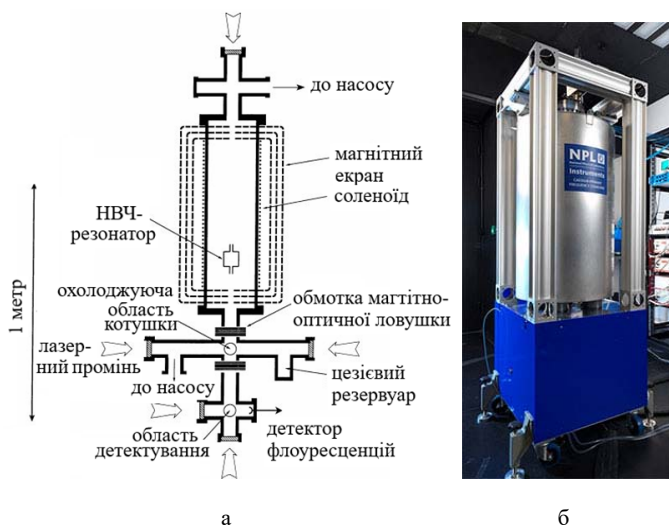 до насосу
магнітний
екран
соленоїд
НВЧ-
резонатор
1 метр
охолоджуюча
область
котушки
обмотка магтітно-
оптичної ловушки
лазер-
ний промінь
до насосу
цезієвий
резервуар
область
детектування
детектор
флоуресценцій
NPL
Instruments
а
б